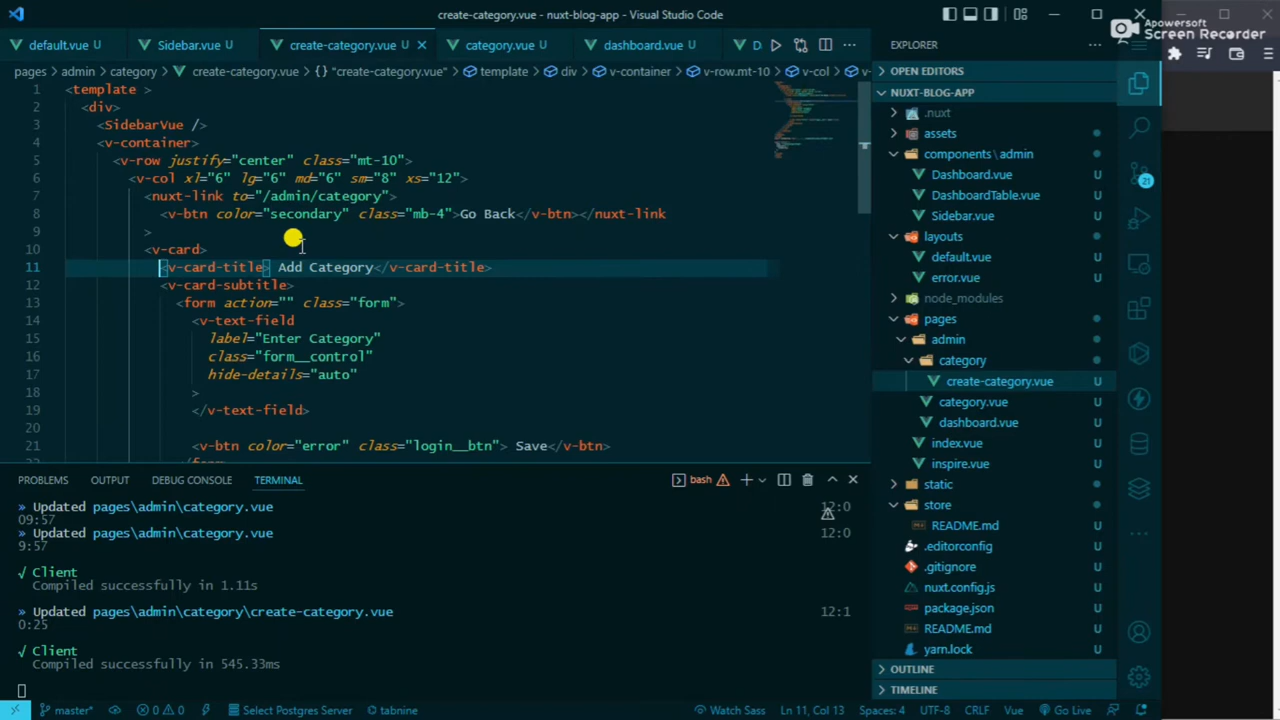 create-category.vue - nuxt-blog-app - Visual Studio Code
Apowersoft
Screen Recorder
default.vue U
Sidebar.vue U
create-category.vue U
category.vue U
dashboard.vue U
D
pages > admin > category > create-category.vue > {} "create-category.vue" > template > div > v-container > v-row.mt-10 > v-col > v-
1 <template >
2 <div>
3 <SidebarVue />
4 <v-container>
5 <v-row justify="center" class="mt-10">
6 <v-col xl="6" lg="6" md="6" sm="8" xs="12">
7 <nuxt-link to="/admin/category">
8 <v-btn color="secondary" class="mb-4">Go Back</v-btn></nuxt-link
9 >
10 <v-card>
11 <v-card-title> Add Category</v-card-title>
12 <v-card-subtitle>
13 <form action="" class="form">
14 <v-text-field
15 label="Enter Category"
16 class="form__control"
17 hide-details="auto"
18 >
19 </v-text-field>
20
21 <v-btn color="error" class="login__btn"> Save</v-btn>
PROBLEMS OUTPUT DEBUG CONSOLE TERMINAL
bash
» Updated pages\admin\category.vue 12:0
09:57
» Updated pages\admin\category.vue 12:0
9:57
√ Client
Compiled successfully in 1.11s
» Updated pages\admin\category\create-category.vue 12:1
0:25
√ Client
Compiled successfully in 545.33ms
EXPLORER
OPEN EDITORS
NUXT-BLOG-APP
.nuxt
assets
components \ admin
Dashboard.vue U
DashboardTable.vue U
Sidebar.vue U
layouts
default.vue U
error.vue U
node_modules
pages
admin
category
create-category.vue U
category.vue U
dashboard.vue U
index.vue U
inspire.vue U
static
store
README.md U
.editorconfig U
.gitignore U
nuxt.config.js U
package.json U
README.md U
yarn.lock U
OUTLINE
TIMELINE
21
master* 0 0 Select Postgres Server tabnine Watch Sass Ln 11, Col 13 Spaces: 4 UTF-8 CRLF Vue Go Live